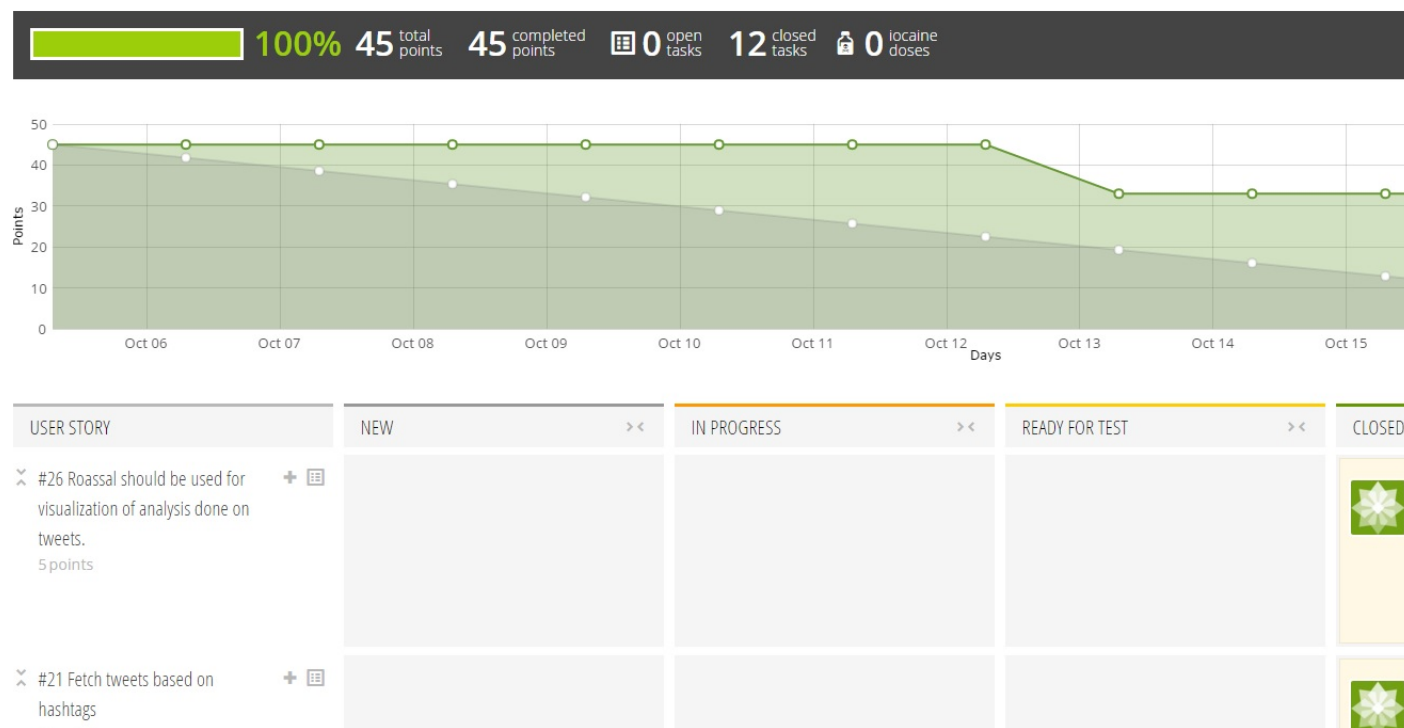 100% 45 total points 45 completed points 0 open tasks 12 closed tasks 0 iocaine doses
50
40
30
20
10
0
Points
Oct 06 Oct 07 Oct 08 Oct 09 Oct 10 Oct 11 Oct 12 Oct 13 Oct 14 Oct 15
Days
USER STORY NEW IN PROGRESS READY FOR TEST CLOSED
#26 Roassal should be used for
visualization of analysis done on
tweets.
5 points
#21 Fetch tweets based on
hashtags